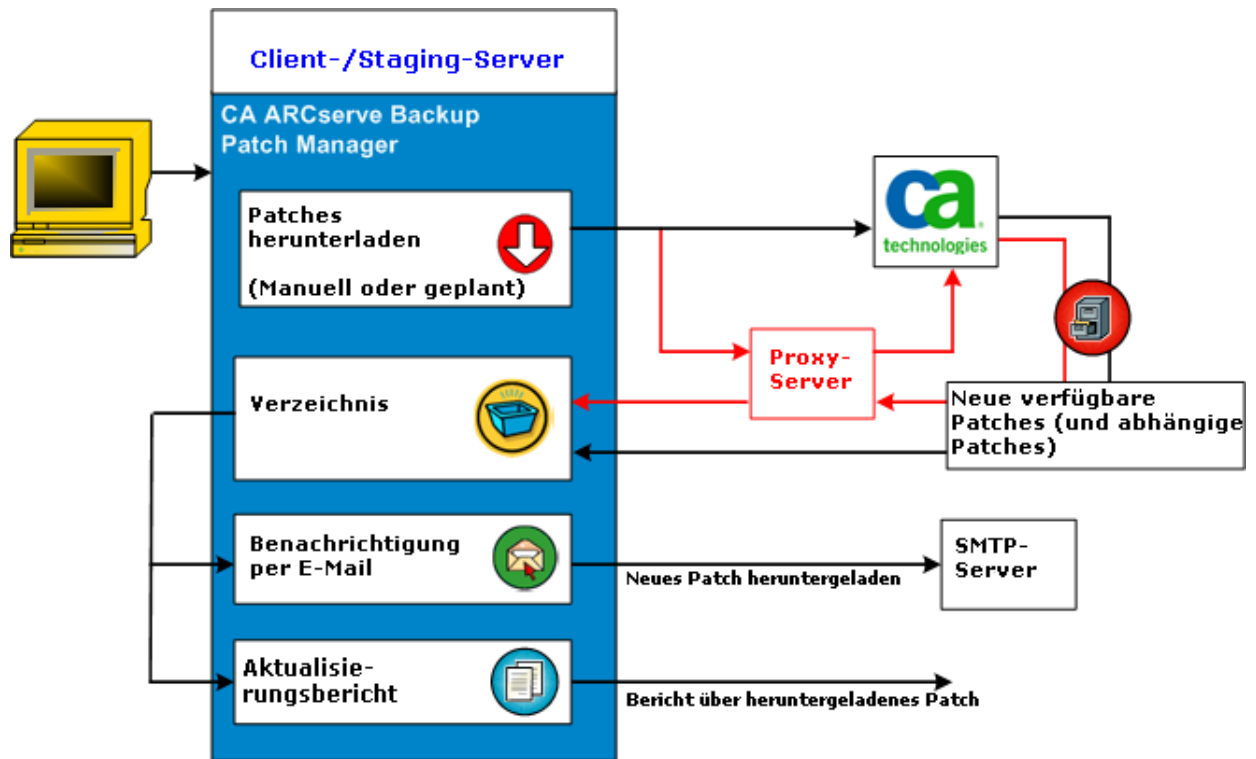 Client-/Staging-Server
CA ARCserve Backup
Patch Manager
Patches
herunterladen
(Manuell oder geplant)
ca
technologies
Proxy-
Server
Verzeichnis
Neue verfügbare
Patches (und abhängige
Patches)
Benachrichtigung
per E-Mail
Neues Patch heruntergeladen
SMTP-
Server
Aktualisie-
rungsbericht
Bericht über heruntergeladenes Patch